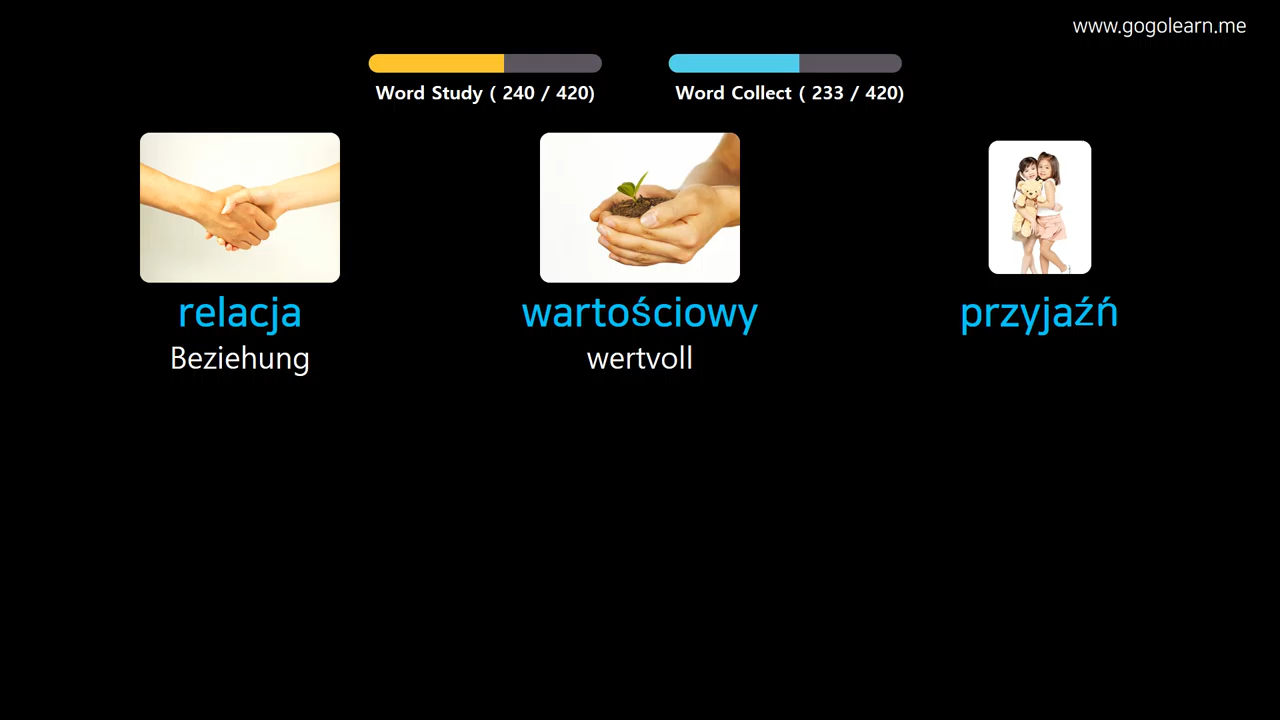 www.gogolearn.me
Word Study ( 240 / 420)
Word Collect ( 233 / 420)
relacja
wartościowy
przyjaźń
Beziehung
wertvoll